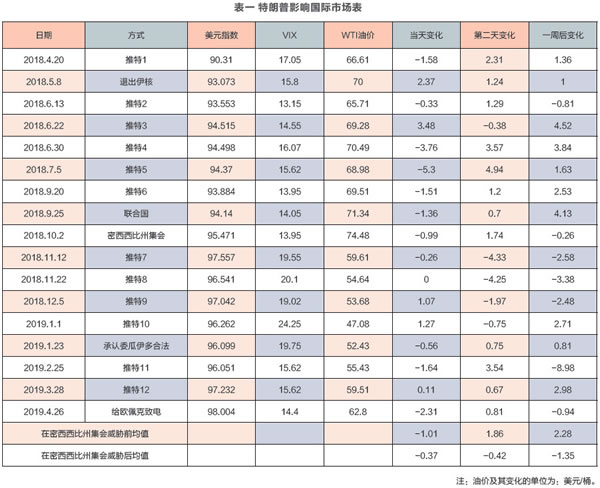 表一 特朗普影响国际市场表
日期 方式 美元指数 VIX WTI油价 当天变化 第二天变化 一周后变化
2018.4.20 推特1 90.31 17.05 66.61 -1.58 2.31 1.36
2018.5.8 退出伊核 93.073 15.8 70 2.37 1.24 1
2018.6.13 推特2 93.553 13.15 65.71 -0.33 1.29 -0.81
2018.6.22 推特3 94.515 14.55 69.28 3.48 -0.38 4.52
2018.6.30 推特4 94.498 16.07 70.49 -3.76 3.57 3.84
2018.7.5 推特5 94.37 15.62 68.98 -5.3 4.94 1.63
2018.9.20 推特6 93.884 13.95 69.51 -1.51 1.2 2.53
2018.9.25 联合国 94.14 14.05 71.34 -1.36 0.7 4.13
2018.10.2 密西西比州集会 95.471 13.95 74.48 -0.99 1.74 -0.26
2018.11.12 推特7 97.557 19.55 59.61 -0.26 -4.33 -2.58
2018.11.22 推特8 96.541 20.1 54.64 0 -4.25 -3.38
2018.12.5 推特9 97.042 19.02 53.68 1.07 -1.97 -2.48
2019.1.1 推特10 96.262 24.25 47.08 1.27 -0.75 2.71
2019.1.23 承认委瓜伊多合法 96.099 19.75 52.43 -0.56 0.75 0.81
2019.2.25 推特11 96.051 15.62 55.43 -1.64 3.54 -8.98
2019.3.28 推特12 97.232 15.62 59.51 0.11 0.67 2.98
2019.4.26 给欧佩克致电 98.004 14.4 62.8 -2.31 0.81 -0.94
在密西西比州集会威胁前均值 -1.01 1.86 2.28
在密西西比州集会威胁后均值 -0.37 -0.42 -1.35
注：油价及其变化的单位为：美元/桶。